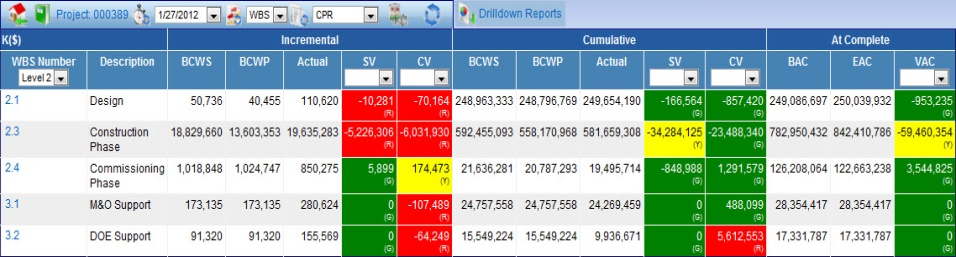 Project: 000389 1/27/2012 WBS CPR Drilldown Reports
K($) Incremental Cumulative At Complete
WBS Number Description BCWS BCWP Actual SV CV BCWS BCWP Actual SV CV BAC EAC VAC
Level 2
2.1 Design 50,736 40,455 110,620 -10,281 (R) -70,164 (R) 248,963,333 248,796,769 249,654,190 -166,564 (G) -857,420 (G) 249,086,697 250,039,932 -953,235 (G)
2.3 Construction Phase 18,829,660 13,603,353 19,635,283 -5,226,306 (R) -6,031,930 (R) 592,455,093 558,170,968 581,659,308 -34,284,125 (Y) -23,488,340 (G) 782,950,432 842,410,786 -59,460,354 (Y)
2.4 Commissioning Phase 1,018,848 1,024,747 850,275 5,899 (G) 174,473 (Y) 21,636,281 20,787,293 19,495,714 -848,988 (G) 1,291,579 (G) 126,208,064 122,663,238 3,544,825 (G)
3.1 M&O Support 173,135 173,135 280,624 0 (G) -107,489 (R) 24,757,558 24,757,558 24,269,459 0 (G) 488,099 (G) 28,354,417 28,354,417 0 (G)
3.2 DOE Support 91,320 91,320 155,569 0 (G) -64,249 (R) 15,549,224 15,549,224 9,936,671 0 (G) 5,612,553 (R) 17,331,787 17,331,787 0 (G)